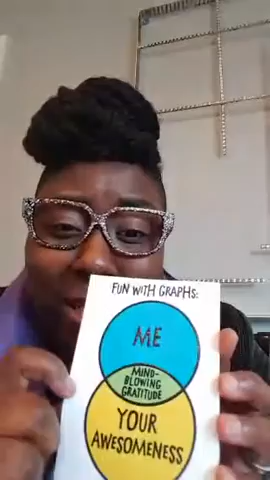 FUN WITH GRAPHS:
ME
MIND-
BLOWING
GRATITUDE
YOUR
AWESOMENESS